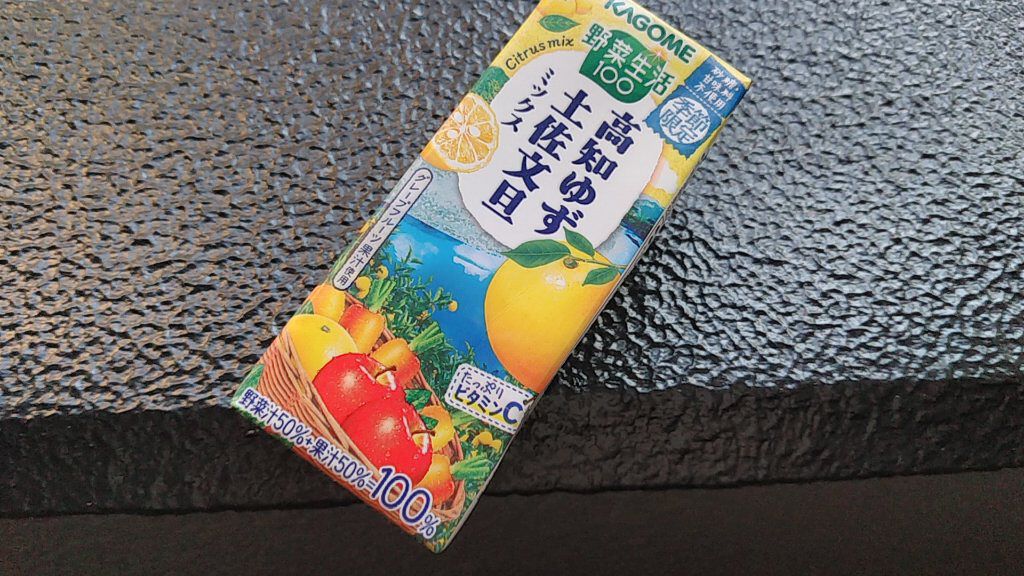 KAGOME
Citrus mix
野菜生活
100
砂糖・
甘味料
不使用
季節
限定
高知ゆず
土佐文旦
ミックス
グレープフルーツ果汁使用
たっぷり
ビタミンC
野菜汁50%+果汁50%=100%